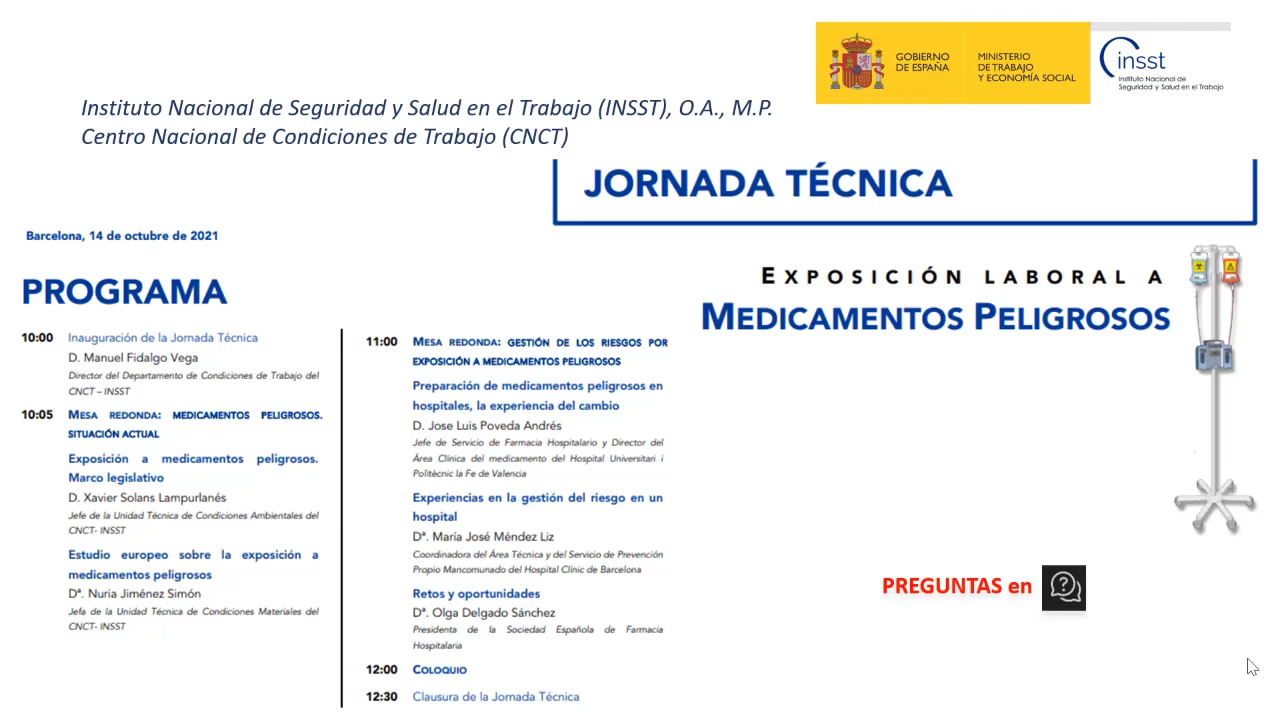 GOBIERNO
DE ESPAÑA
MINISTERIO
DE TRABAJO
Y ECONOMÍA SOCIAL
insst
Instituto Nacional de
Seguridad y Salud en el Trabajo
Instituto Nacional de Seguridad y Salud en el Trabajo (INSST), O.A., M.P.
Centro Nacional de Condiciones de Trabajo (CNCT)
JORNADA TÉCNICA
Barcelona, 14 de octubre de 2021
EXPOSICIÓN LABORAL A
MEDICAMENTOS PELIGROSOS
PROGRAMA
10:00 Inauguración de la Jornada Técnica
D. Manuel Fidalgo Vega
Director del Departamento de Condiciones de Trabajo del
CNCT – INSST
10:05 MESA REDONDA: MEDICAMENTOS PELIGROSOS.
SITUACIÓN ACTUAL
Exposición a medicamentos peligrosos.
Marco legislativo
D. Xavier Solans Lampurlanés
Jefe de la Unidad Técnica de Condiciones Ambientales del
CNCT- INSST
Estudio europeo sobre la exposición a
medicamentos peligrosos
Dª. Nuria Jiménez Simón
Jefa de la Unidad Técnica de Condiciones Materiales del
CNCT- INSST
11:00 MESA REDONDA: GESTIÓN DE LOS RIESGOS POR
EXPOSICIÓN A MEDICAMENTOS PELIGROSOS
Preparación de medicamentos peligrosos en
hospitales, la experiencia del cambio
D. Jose Luis Poveda Andrés
Jefe de Servicio de Farmacia Hospitalario y Director del
Área Clínica del medicamento del Hospital Universitari i
Politècnic la Fe de Valencia
Experiencias en la gestión del riesgo en un
hospital
Dª. María José Méndez Liz
Coordinadora del Área Técnica y del Servicio de Prevención
Propio Mancomunado del Hospital Clínic de Barcelona
Retos y oportunidades
Dª. Olga Delgado Sánchez
Presidenta de la Sociedad Española de Farmacia
Hospitalaria
12:00 COLOQUIO
12:30 Clausura de la Jornada Técnica
PREGUNTAS en